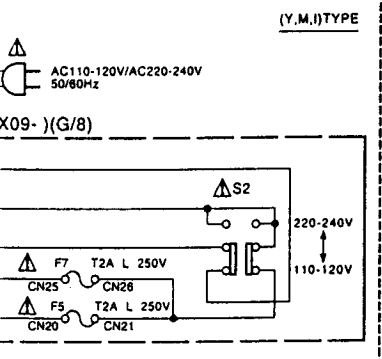 (Y,M,I)TYPE
AC110-120V/AC220-240V
50/60Hz
X09- )(G/8)
S2
220-240V
F7 T2A L 250V
110-120V
CN25 CN26
F5 T2A L 250V
CN20 CN21